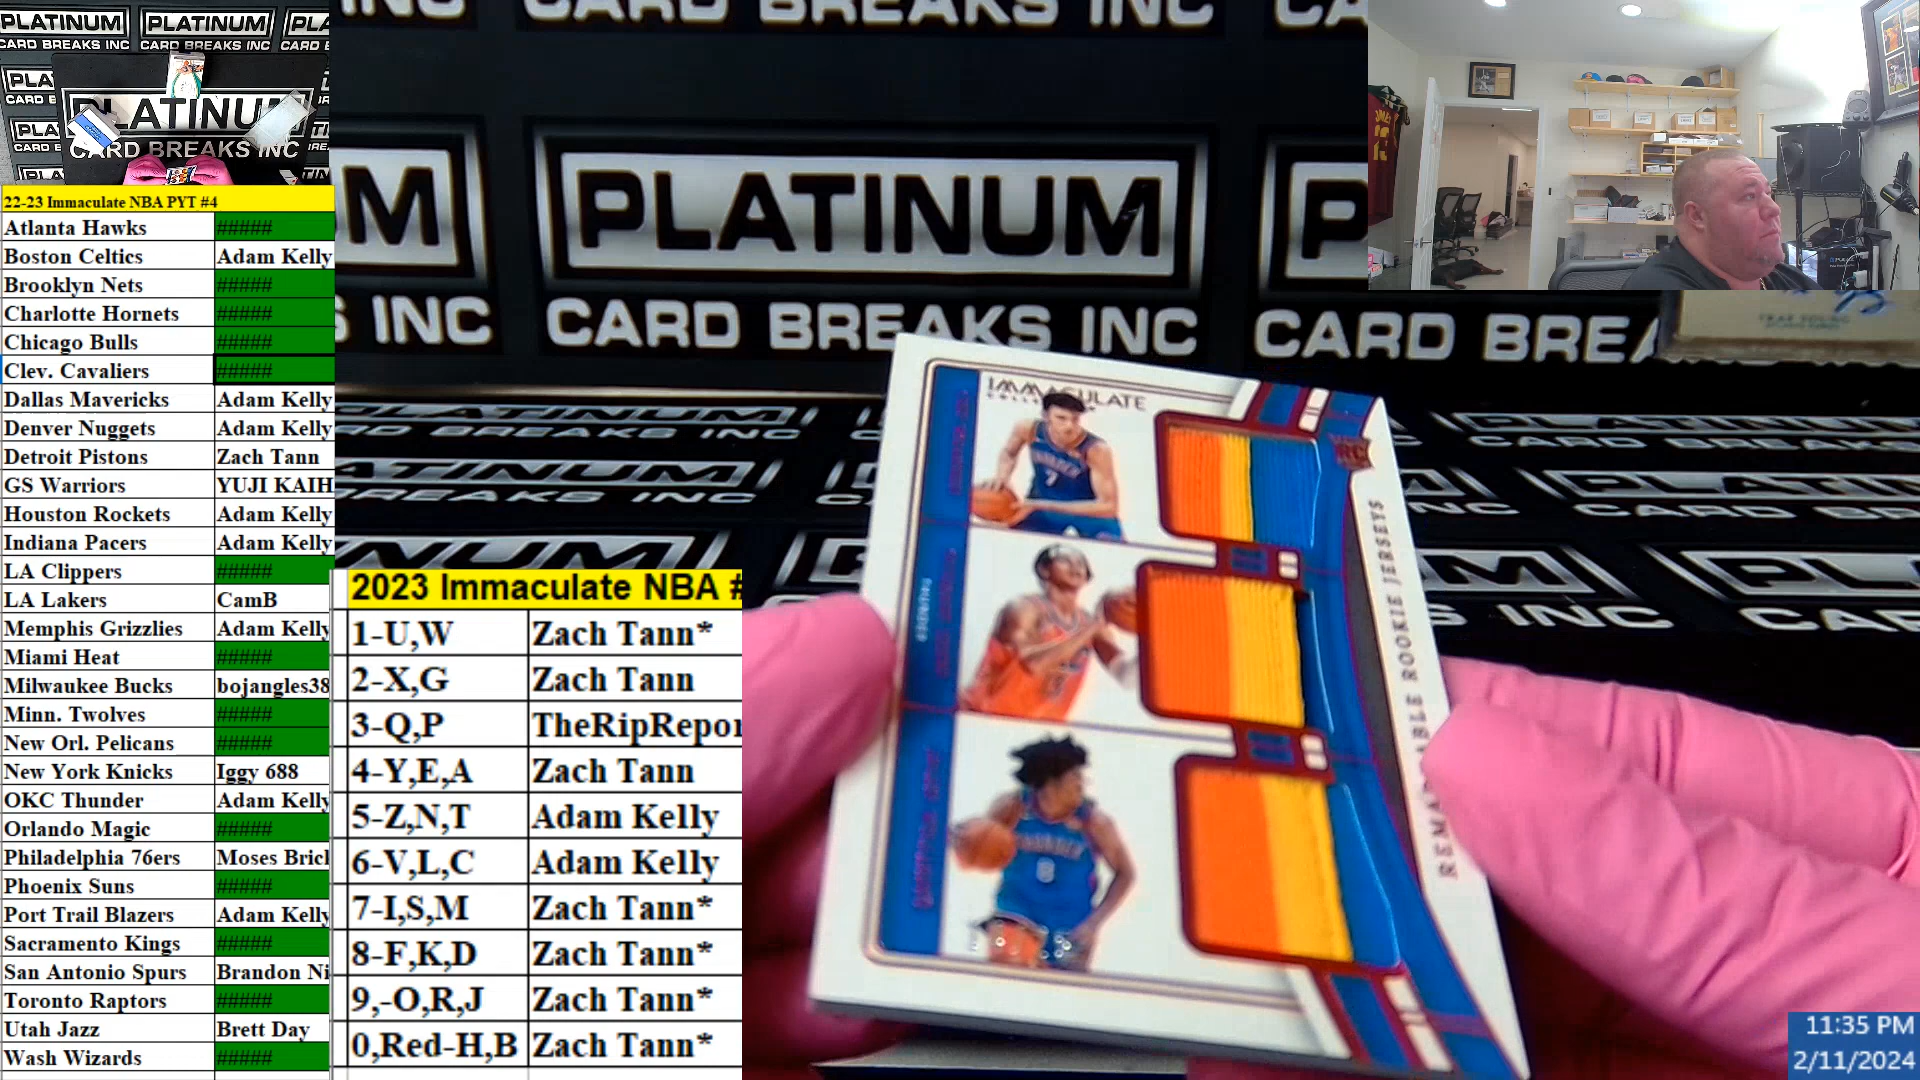 PLATINUM
CARD BREAKS INC
22-23 Immaculate NBA PYT #4
Atlanta Hawks #####
Boston Celtics Adam Kelly
Brooklyn Nets #####
Charlotte Hornets #####
Chicago Bulls #####
Clev. Cavaliers #####
Dallas Mavericks Adam Kelly
Denver Nuggets Adam Kelly
Detroit Pistons Zach Tann
GS Warriors YUJI KAIH
Houston Rockets Adam Kelly
Indiana Pacers Adam Kelly
LA Clippers #####
LA Lakers CamB
Memphis Grizzlies Adam Kelly
Miami Heat #####
Milwaukee Bucks bojangles38
Minn. Twolves #####
New Orl. Pelicans #####
New York Knicks Iggy 688
OKC Thunder Adam Kelly
Orlando Magic #####
Philadelphia 76ers Moses Bric
Phoenix Suns #####
Port Trail Blazers Adam Kelly
Sacramento Kings #####
San Antonio Spurs Brandon Ni
Toronto Raptors #####
Utah Jazz Brett Day
Wash Wizards #####
2023 Immaculate NBA #
1-U,W Zach Tann*
2-X,G Zach Tann
3-Q,P TheRipRepor
4-Y,E,A Zach Tann
5-Z,N,T Adam Kelly
6-V,L,C Adam Kelly
7-I,S,M Zach Tann*
8-F,K,D Zach Tann*
9,-O,R,J Zach Tann*
0,Red-H,B Zach Tann*
PLATINUM
CARD BREAKS INC
IMMACULATE
RC
ROOKIE JERSEYS
THUNDER
7
THUNDER
8
11:35 PM
2/11/2024